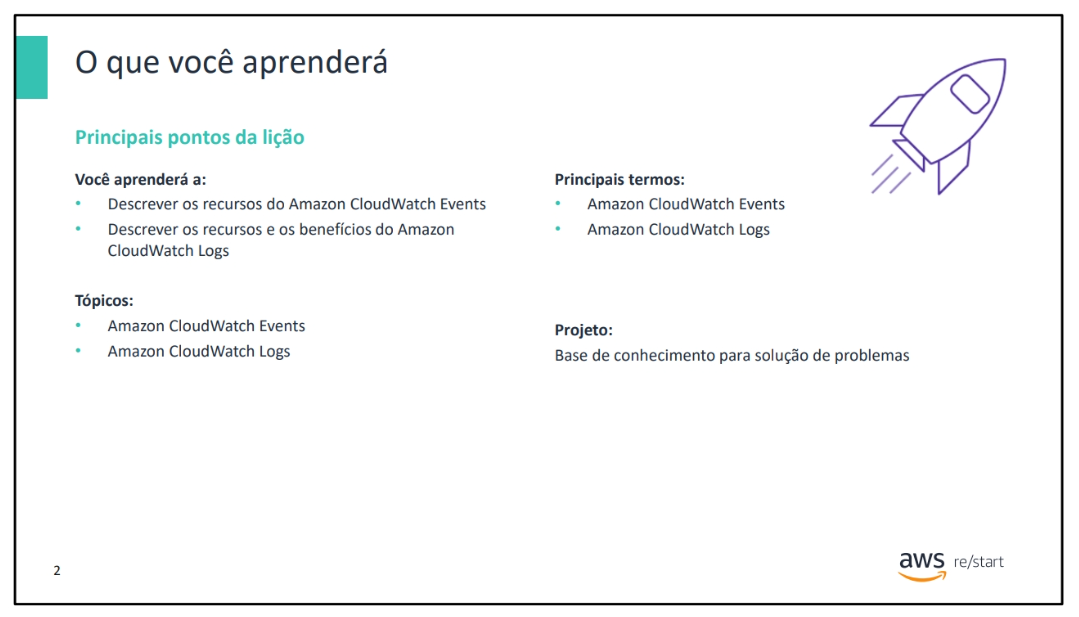 O que você aprenderá
Principais pontos da lição
Você aprenderá a:
• Descrever os recursos do Amazon CloudWatch Events
• Descrever os recursos e os benefícios do Amazon
CloudWatch Logs
Tópicos:
• Amazon CloudWatch Events
• Amazon CloudWatch Logs
Principais termos:
• Amazon CloudWatch Events
• Amazon CloudWatch Logs
Projeto:
Base de conhecimento para solução de problemas
2
aws re/start